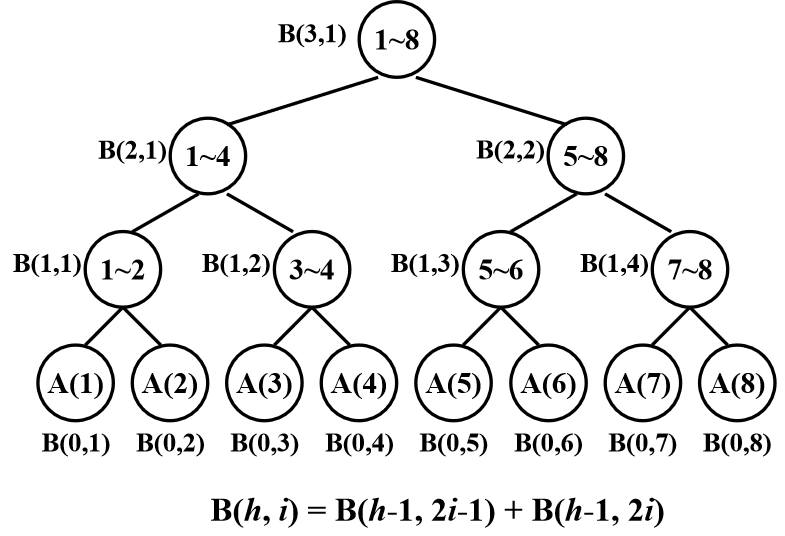 B(3,1) 1~8
B(2,1) 1~4 B(2,2) 5~8
B(1,1) 1~2 B(1,2) 3~4 B(1,3) 5~6 B(1,4) 7~8
A(1) A(2) A(3) A(4) A(5) A(6) A(7) A(8)
B(0,1) B(0,2) B(0,3) B(0,4) B(0,5) B(0,6) B(0,7) B(0,8)
B(h, i) = B(h-1, 2i-1) + B(h-1, 2i)